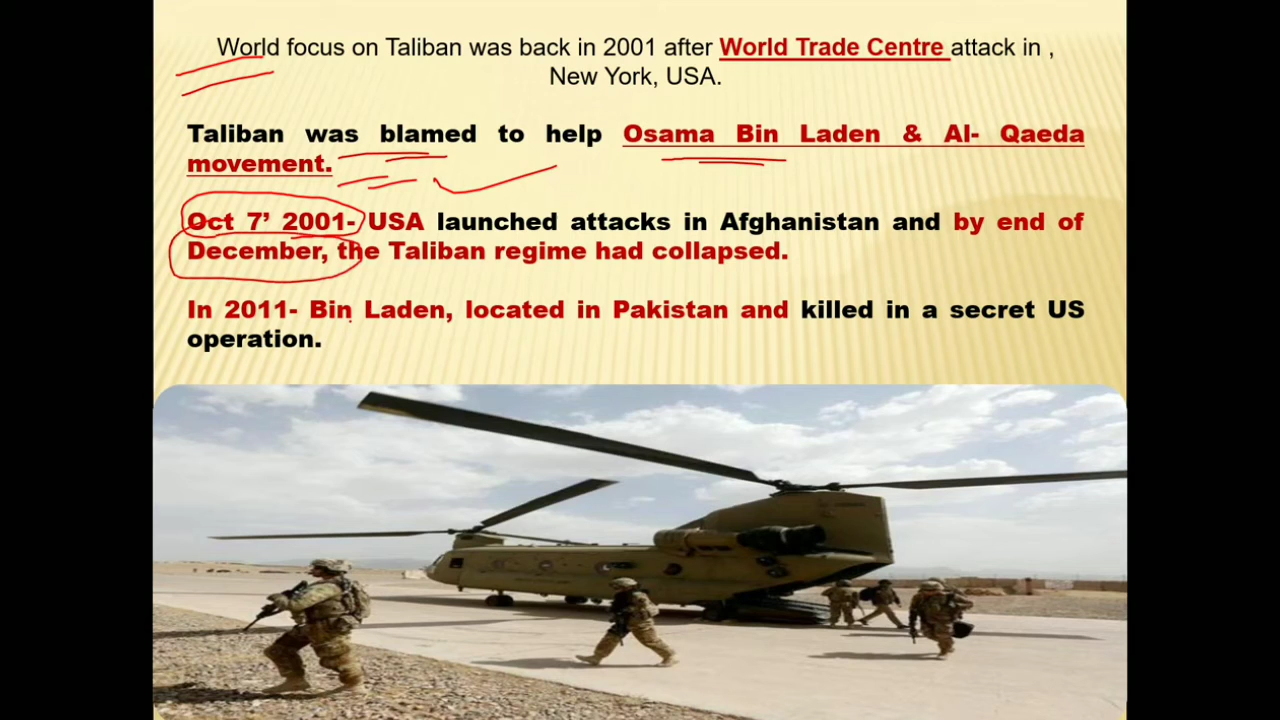 World focus on Taliban was back in 2001 after World Trade Centre attack in ,
New York, USA.
Taliban was blamed to help Osama Bin Laden & Al- Qaeda
movement.
Oct 7’ 2001- USA launched attacks in Afghanistan and by end of
December, the Taliban regime had collapsed.
In 2011- Bin Laden, located in Pakistan and killed in a secret US
operation.